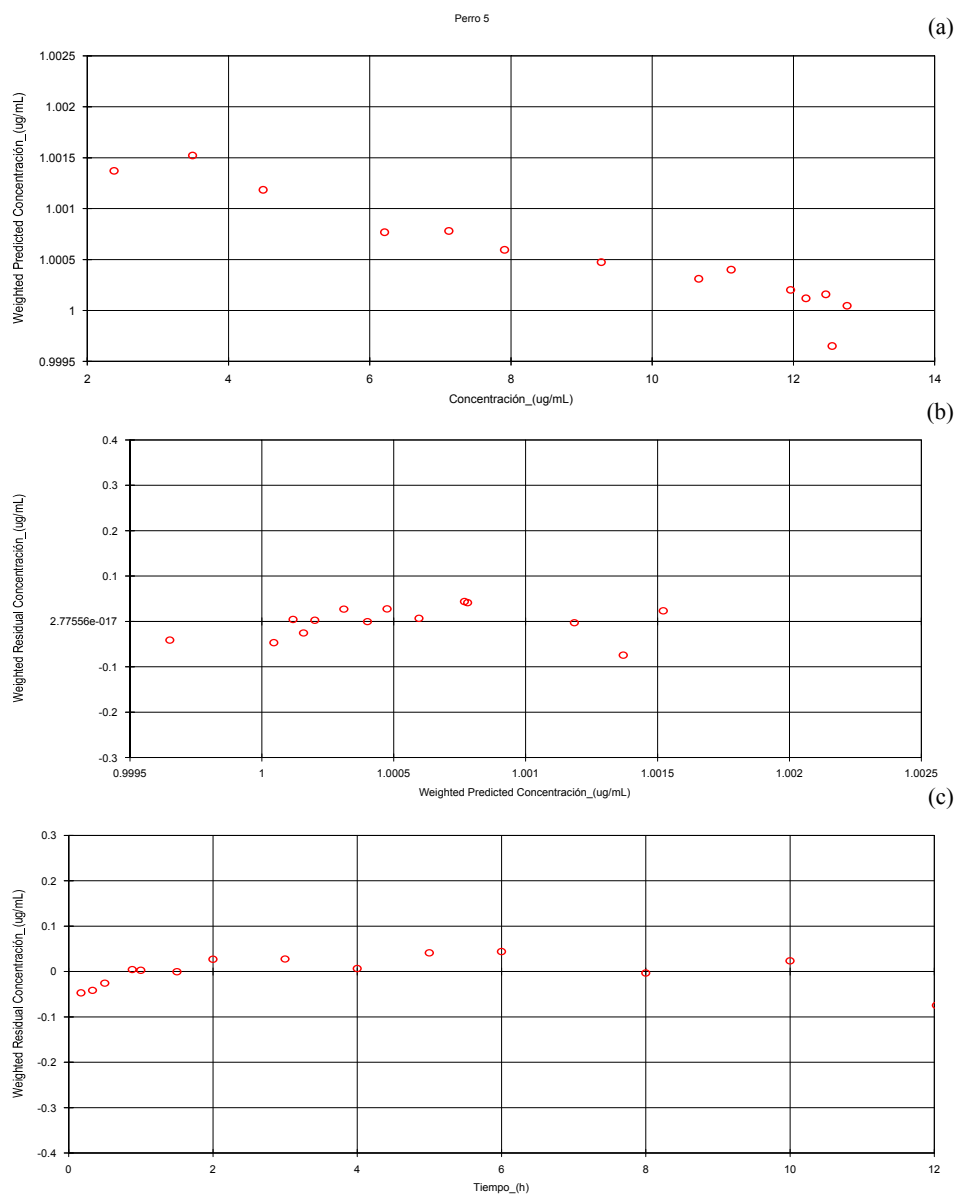 Perro 5
(a)
1.0025
1.002
1.0015
1.001
1.0005
1
0.9995
Weighted Predicted Concentración_(ug/mL)
2 4 6 8 10 12 14
Concentración_(ug/mL)
(b)
0.4
0.3
0.2
0.1
2.77556e-017
-0.1
-0.2
-0.3
Weighted Residual Concentración_(ug/mL)
0.9995 1 1.0005 1.001 1.0015 1.002 1.0025
Weighted Predicted Concentración_(ug/mL)
(c)
0.3
0.2
0.1
0
-0.1
-0.2
-0.3
-0.4
Weighted Residual Concentración_(ug/mL)
0 2 4 6 8 10 12
Tiempo_(h)